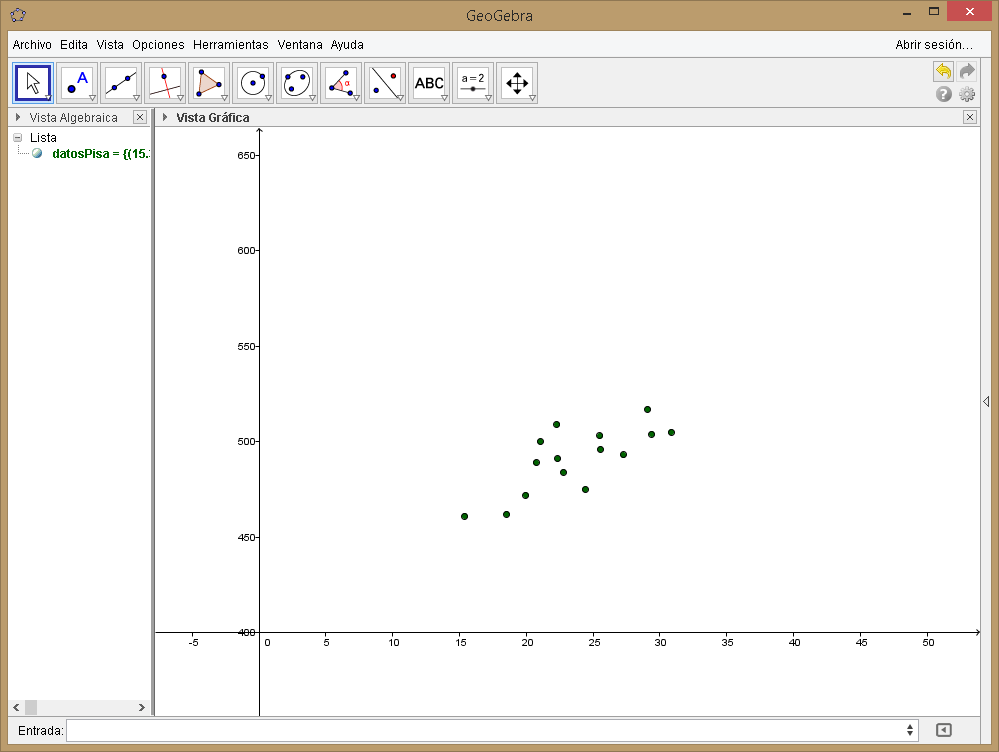 GeoGebra
Archivo Edita Vista Opciones Herramientas Ventana Ayuda Abrir sesión...
A ABC a=2
α
Vista Algebraica
Vista Gráfica
Lista
datosPisa = {(15.
650
600
550
500
450
400
-5 0 5 10 15 20 25 30 35 40 45 50
Entrada: